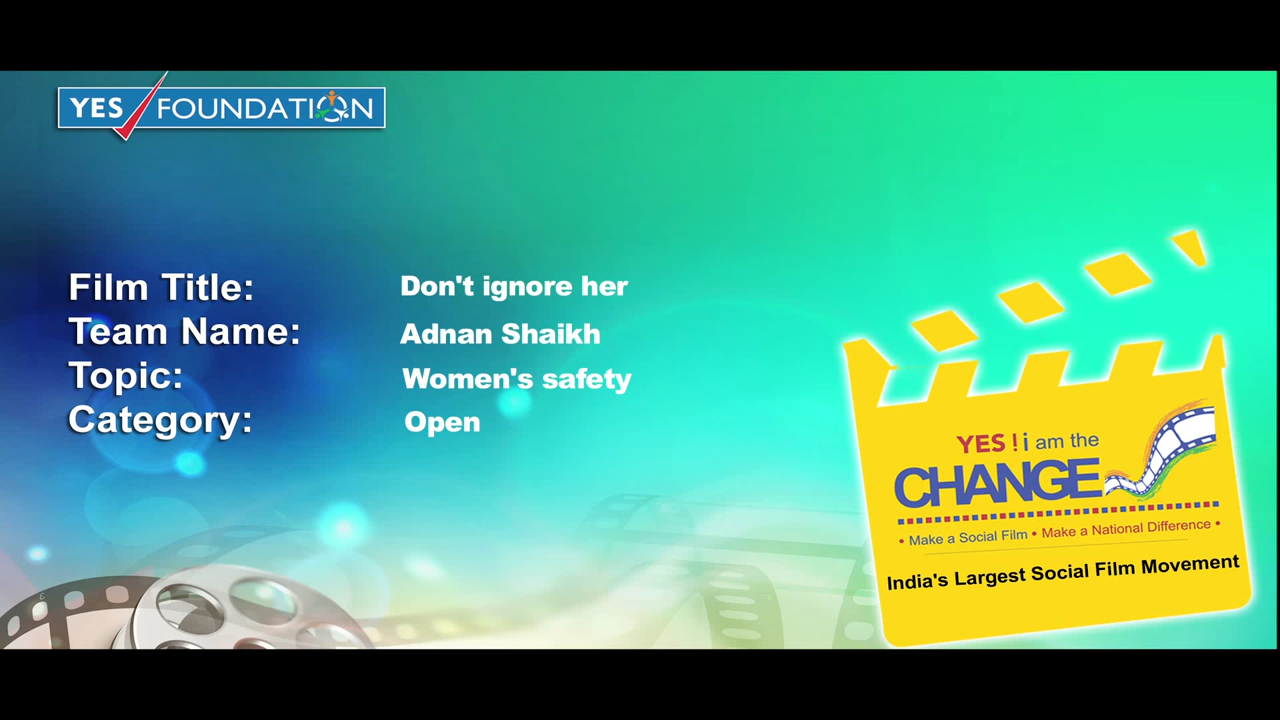 YES FOUNDATION
Film Title: Don't ignore her
Team Name: Adnan Shaikh
Topic: Women's safety
Category: Open
YES! i am the
CHANGE
• Make a Social Film • Make a National Difference •
India's Largest Social Film Movement